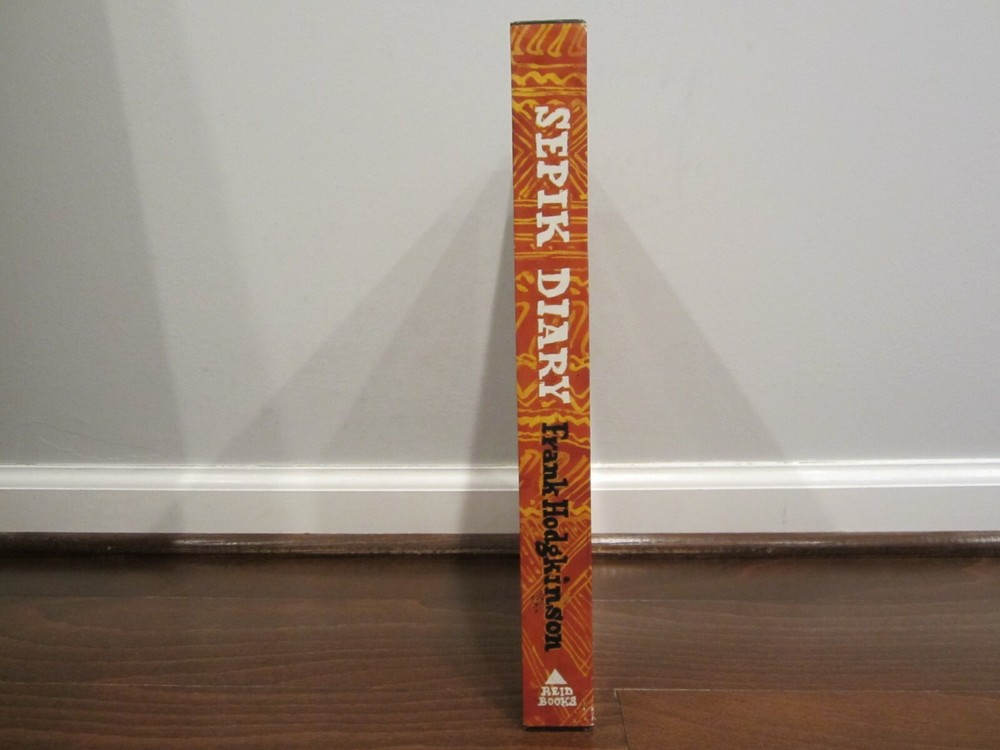 SEPIK DIARY
Frank Hodgkinson
REID
BOOKS